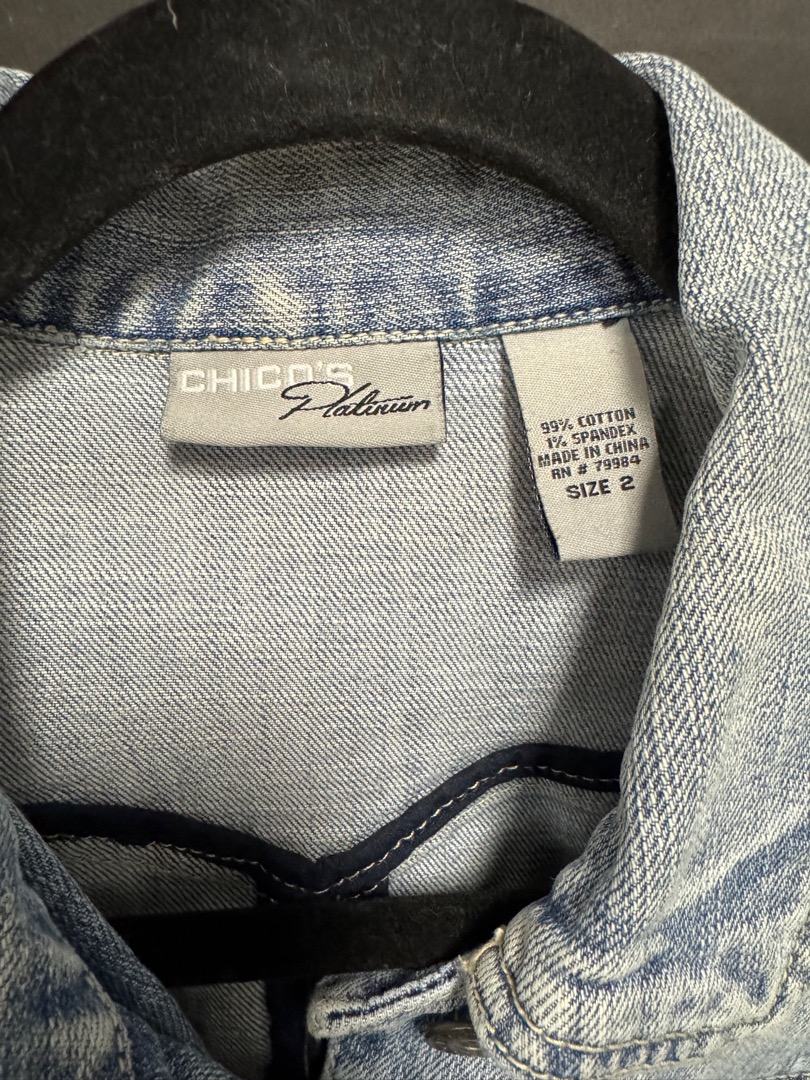 CHICO'S
Platinum
99% COTTON
1% SPANDEX
MADE IN CHINA
RN # 79984
SIZE 2